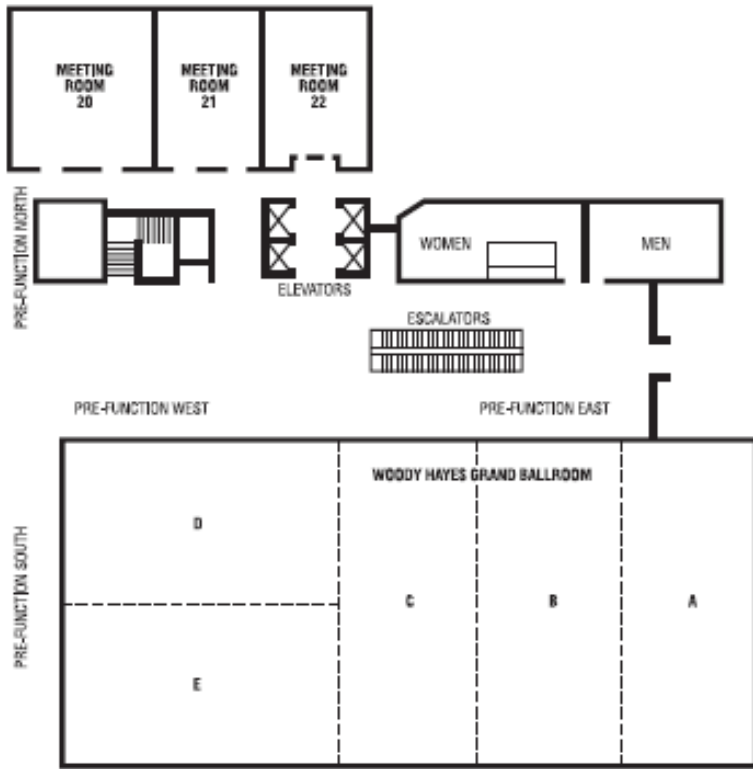 MEETING
ROOM
20
MEETING
ROOM
21
MEETING
ROOM
22
PRE-FUNCTION NORTH
WOMEN
MEN
ELEVATORS
ESCALATORS
PRE-FUNCTION WEST
PRE-FUNCTION EAST
WOODY HAYES GRAND BALLROOM
PRE-FUNCTION SOUTH
D
C
B
A
E